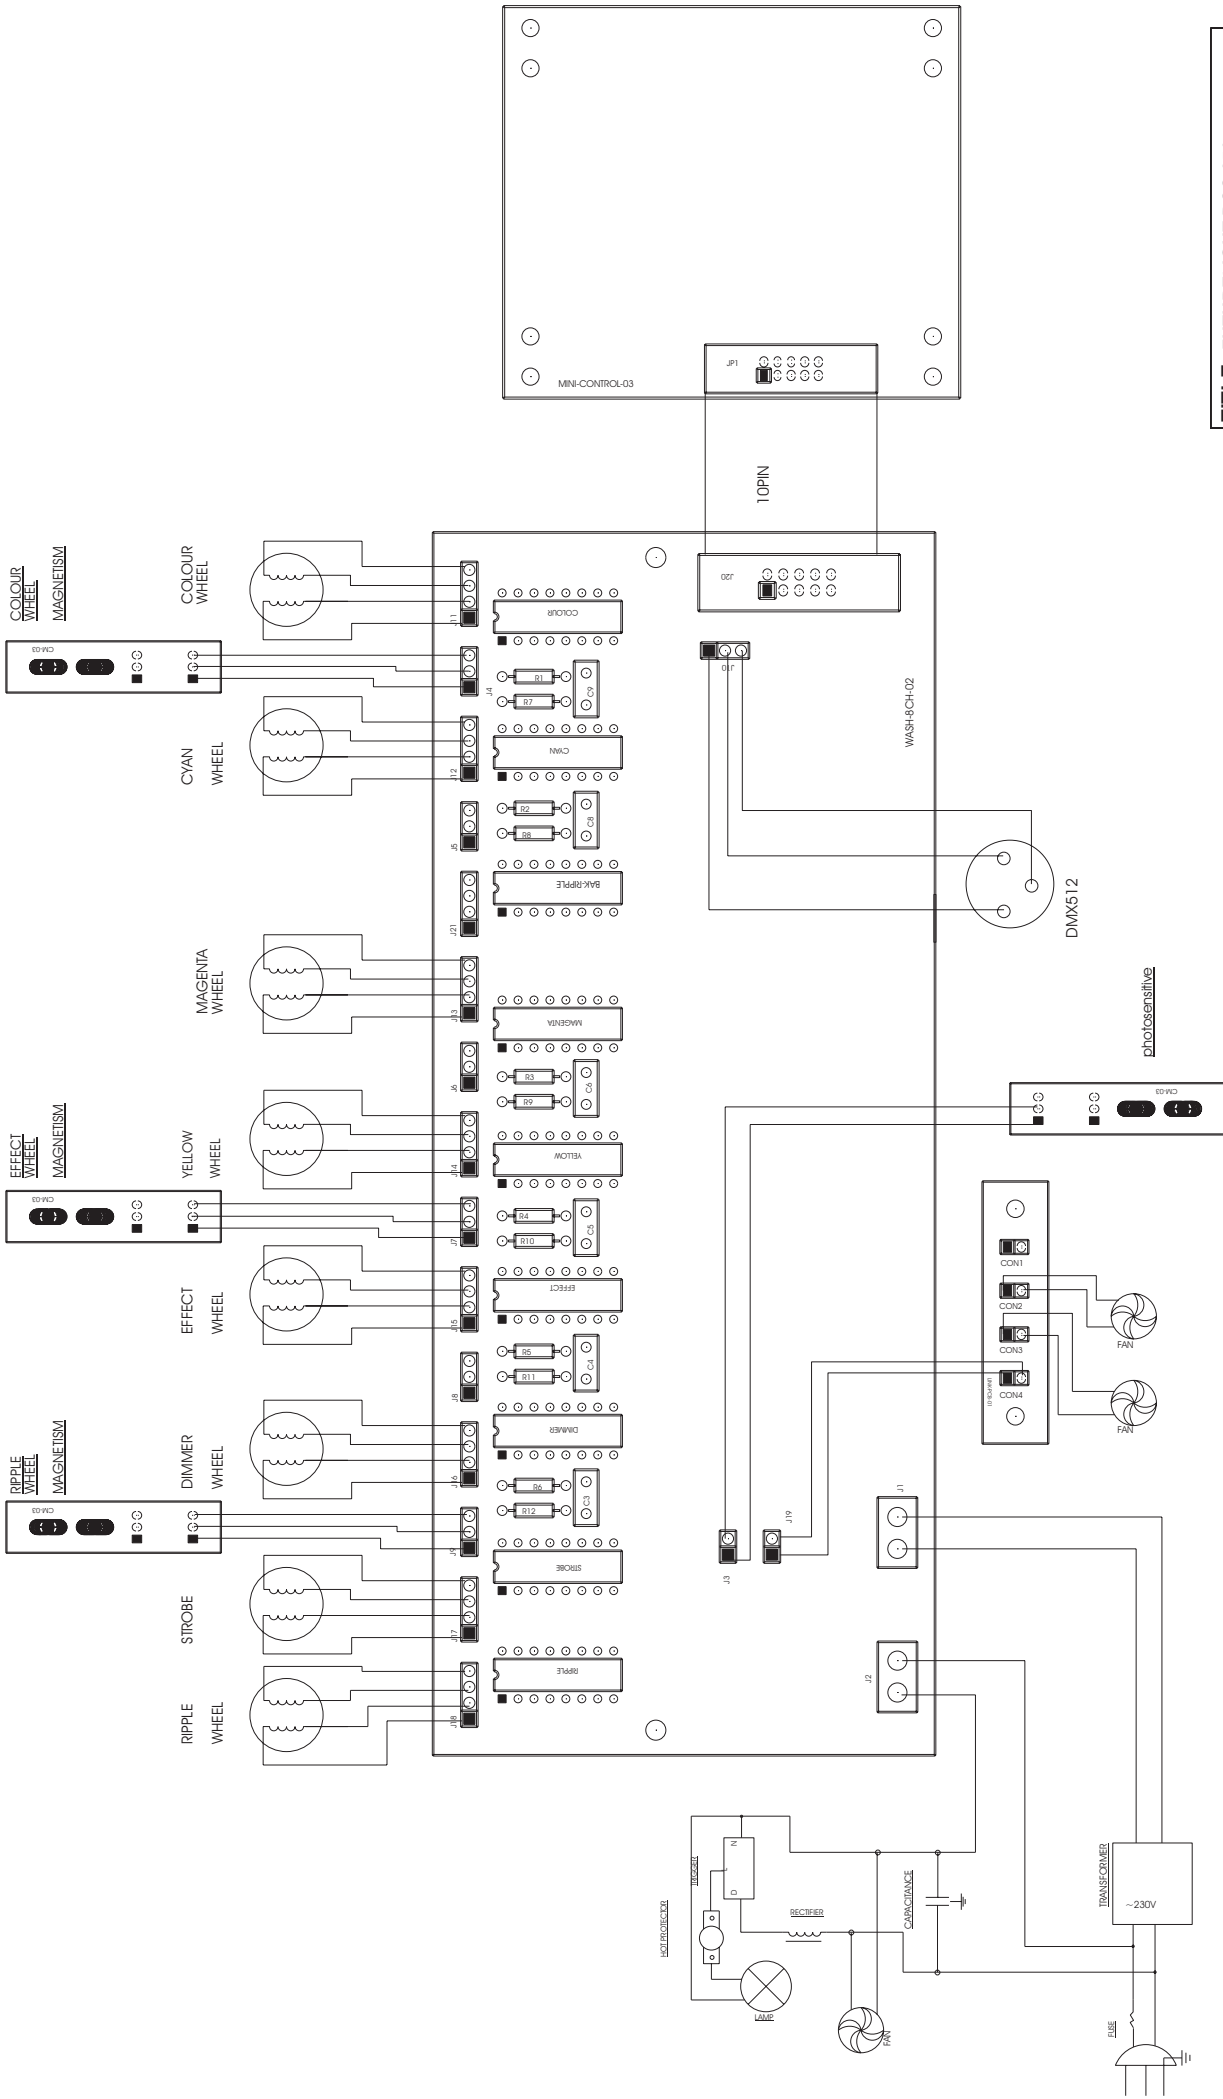 COLOUR
WHEEL
MAGNETISM
CM-03
COLOUR
WHEEL
CYAN
WHEEL
MAGENTA
WHEEL
EFFECT
WHEEL
MAGNETISM
CM-03
YELLOW
WHEEL
EFFECT
WHEEL
RIPPLE
WHEEL
MAGNETISM
CM-03
DIMMER
WHEEL
STROBE
RIPPLE
WHEEL
J11
J4
J12
J5
J21
J13
J6
J14
J7
J15
J8
J16
J9
J17
J18
COLOUR
R1
R7
C9
CYAN
R2
R8
C8
BAK-RIPPLE
MAGENTA
R3
R9
C6
YELLOW
R4
R10
C5
EFFECT
R5
R11
C4
DIMMER
R6
R12
C3
STROBE
RIPPLE
MINI-CONTROL-03
JP1
10PIN
J20
J10
WASH-8CH-02
DMX512
photosensitive
CM-03
CON1
CON2
CON3
CON4
FAN
FAN
J3
J19
J1
J2
HOT PROTECTOR
TRIGGER
N
D
RECTIFIER
CAPACITANCE
LAMP
FAN
TRANSFORMER
~230V
FUSE